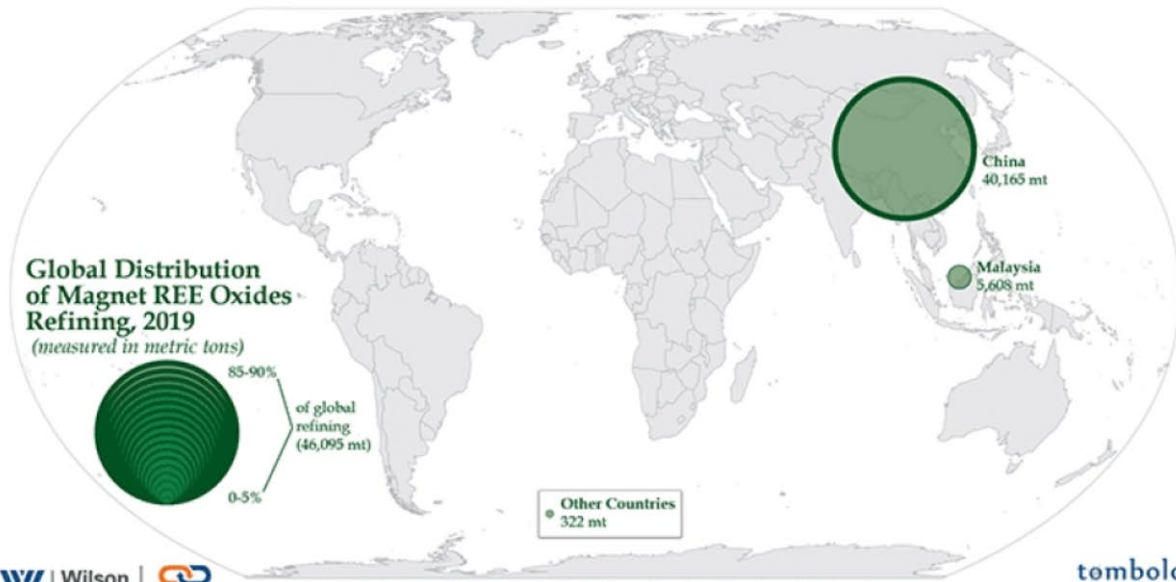 China
40,165 mt
Malaysia
5,608 mt
Global Distribution
of Magnet REE Oxides
Refining, 2019
(measured in metric tons)
85-90%
of global
refining
(46,095 mt)
0-5%
Other Countries
322 mt
Wilson
tombolo